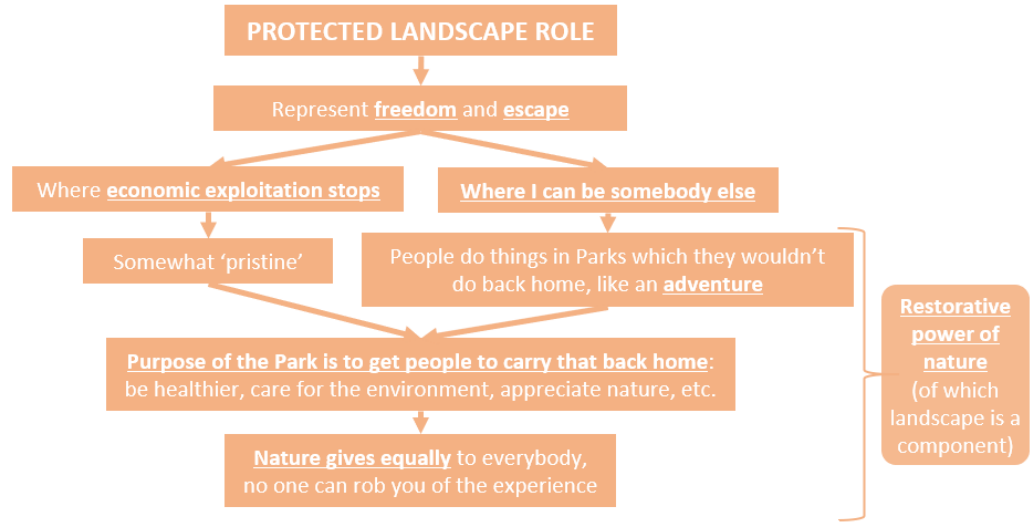 PROTECTED LANDSCAPE ROLE
Represent freedom and escape
Where economic exploitation stops
Where I can be somebody else
Somewhat ‘pristine’
People do things in Parks which they wouldn’t
do back home, like an adventure
Purpose of the Park is to get people to carry that back home:
be healthier, care for the environment, appreciate nature, etc.
Nature gives equally to everybody,
no one can rob you of the experience
Restorative
power of
nature
(of which
landscape is a
component)